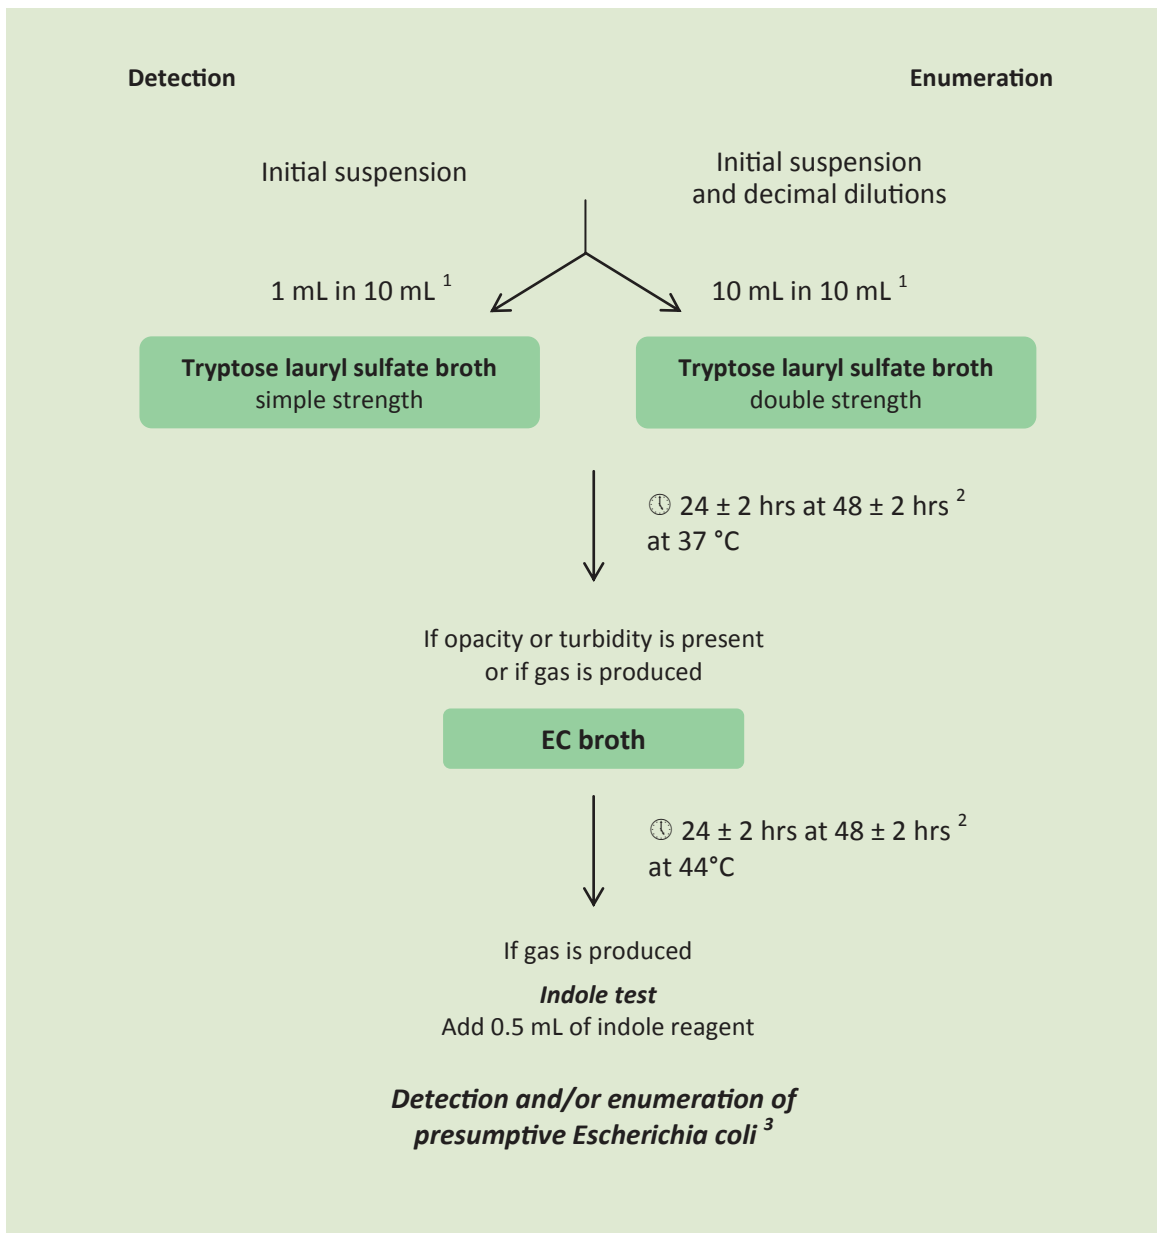 Detection
Enumeration
Initial suspension
Initial suspension
and decimal dilutions
1 mL in 10 mL ¹
10 mL in 10 mL ¹
Tryptose lauryl sulfate broth
simple strength
Tryptose lauryl sulfate broth
double strength
24 ± 2 hrs at 48 ± 2 hrs ²
at 37 °C
If opacity or turbidity is present
or if gas is produced
EC broth
24 ± 2 hrs at 48 ± 2 hrs ²
at 44°C
If gas is produced
Indole test
Add 0.5 mL of indole reagent
Detection and/or enumeration of
presumptive Escherichia coli ³